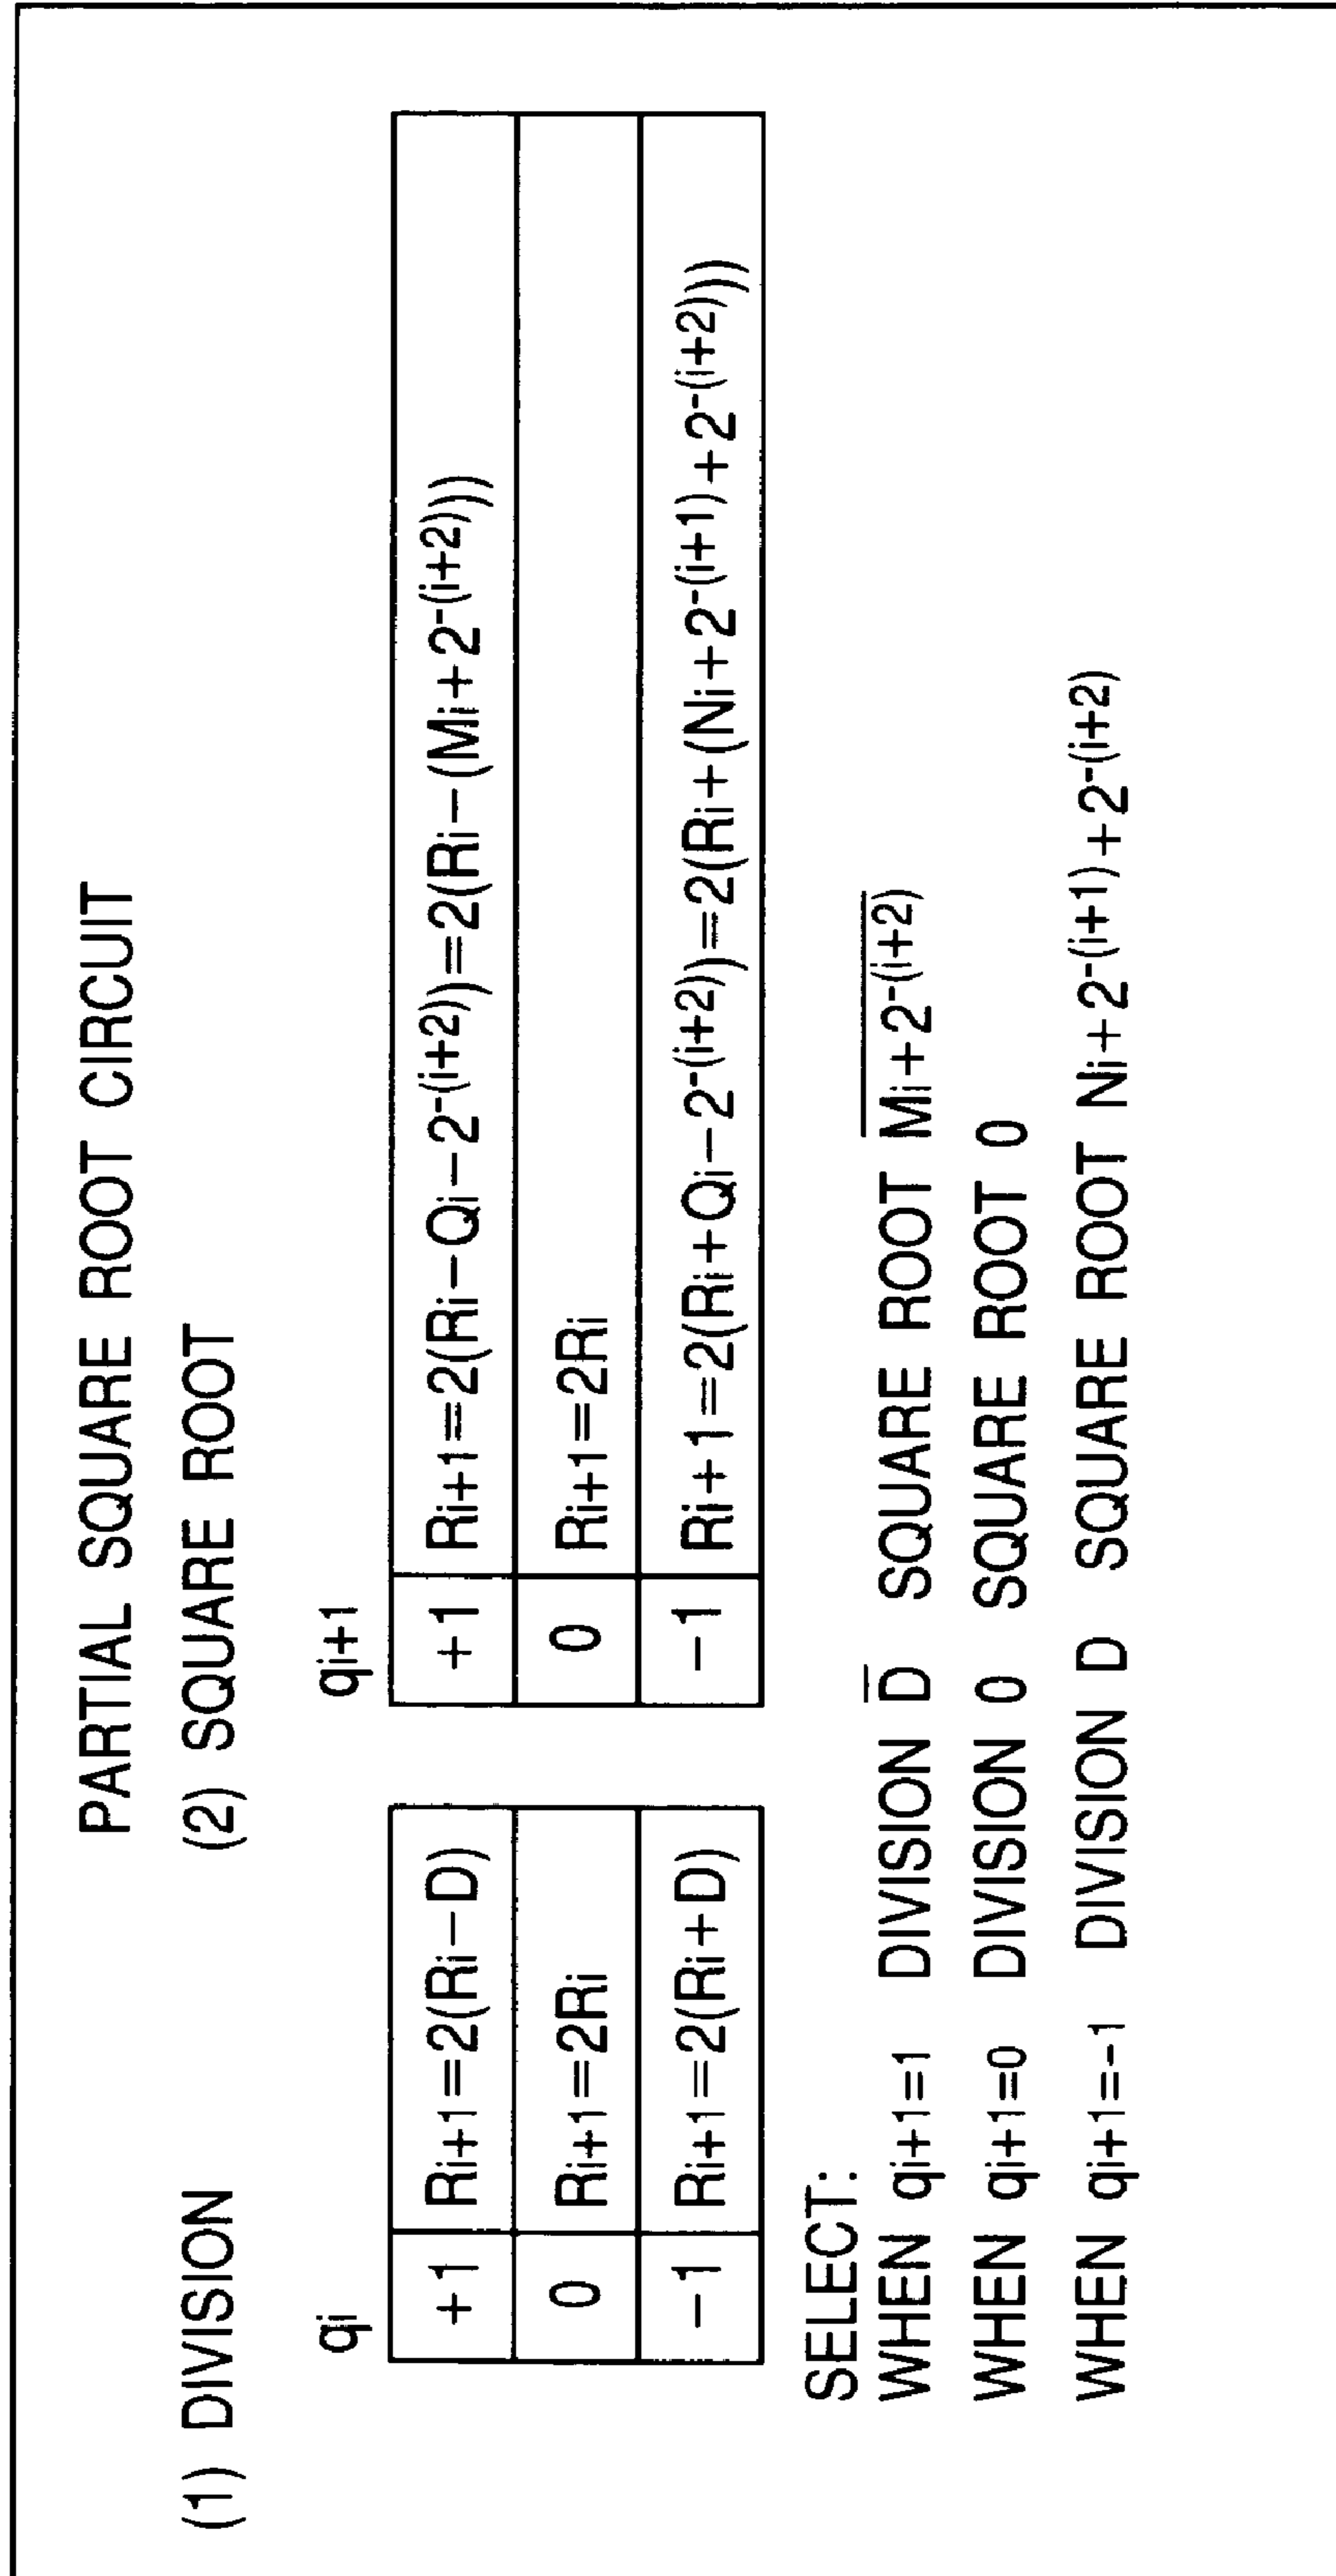 PARTIAL SQUARE ROOT CIRCUIT
(1) DIVISION (2) SQUARE ROOT
qi qi+1
+1 Ri+1=2(Ri−D) +1 Ri+1=2(Ri−Qi−2-(i+2))=2(Ri−(Mi+2-(i+2)))
0 Ri+1=2Ri 0 Ri+1=2Ri
−1 Ri+1=2(Ri+D) −1 Ri+1=2(Ri+Qi−2-(i+2))=2(Ri+(Ni+2-(i+1)+2-(i+2)))
SELECT:
WHEN qi+1=1 DIVISION D̅ SQUARE ROOT M̅i̅+̅2̅-̅(̅i̅+̅2̅)̅
WHEN qi+1=0 DIVISION 0 SQUARE ROOT 0
WHEN qi+1=-1 DIVISION D SQUARE ROOT Ni+2-(i+1)+2-(i+2)